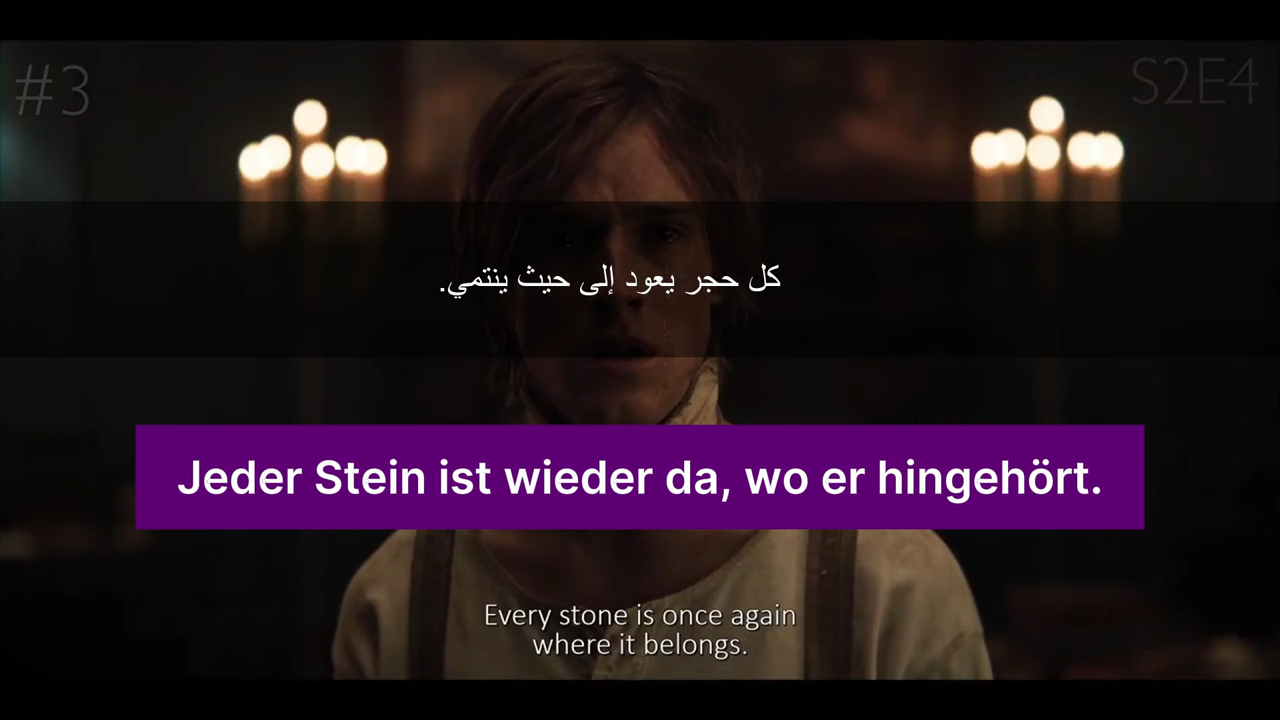 #3
S2E4
كل حجر يعود إلى حيث ينتمي.
Jeder Stein ist wieder da, wo er hingehört.
Every stone is once again
where it belongs.